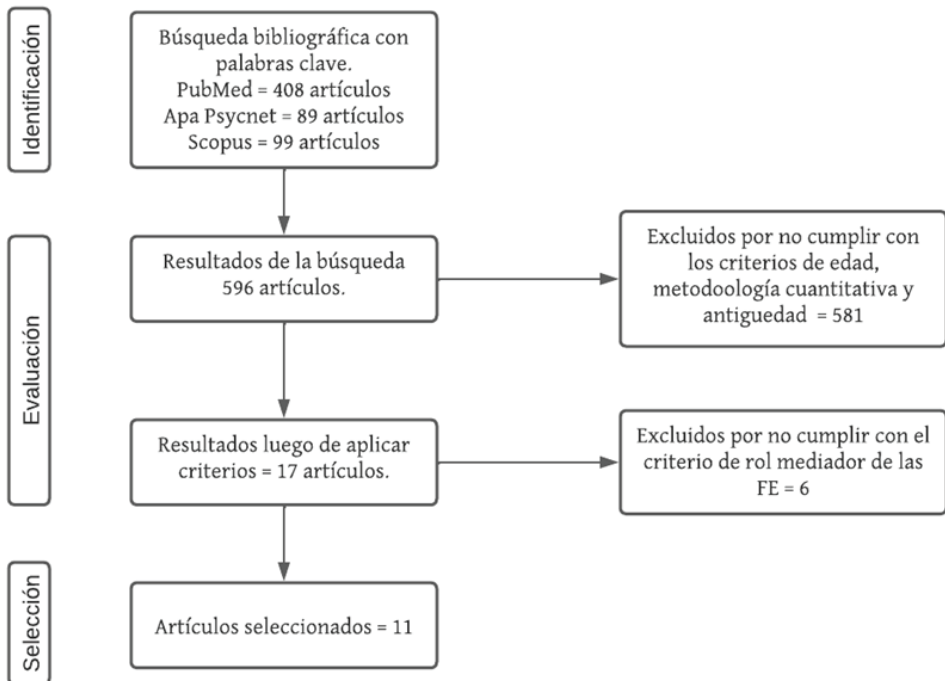 Identificación
Búsqueda bibliográfica con
palabras clave.
PubMed = 408 artículos
Apa Psycnet = 89 artículos
Scopus = 99 artículos
Evaluación
Resultados de la búsqueda
596 artículos.
Excluidos por no cumplir con
los criterios de edad,
metodoología cuantitativa y
antiguedad = 581
Resultados luego de aplicar
criterios = 17 artículos.
Excluidos por no cumplir con el
criterio de rol mediador de las
FE = 6
Selección
Artículos seleccionados = 11